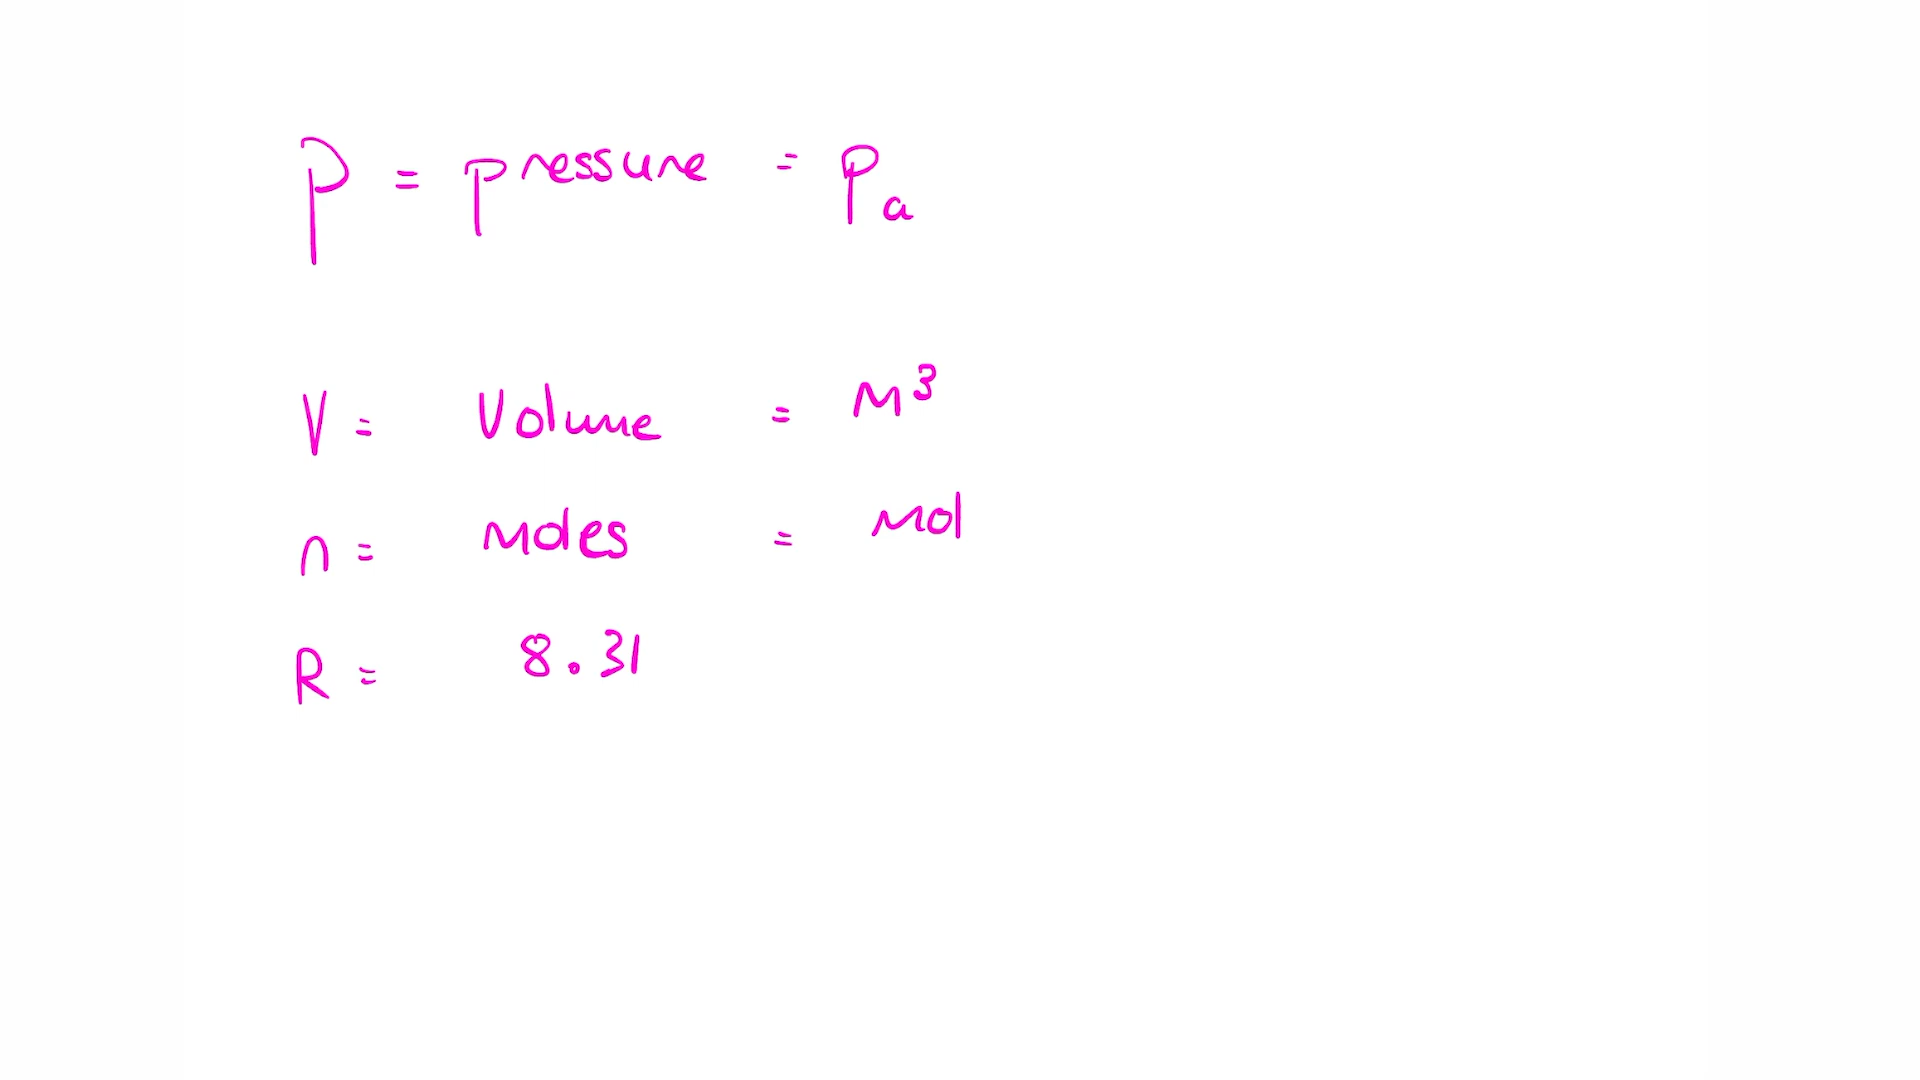 P = pressure = Pa
V = Volume = m³
n = moles = mol
R = 8.31